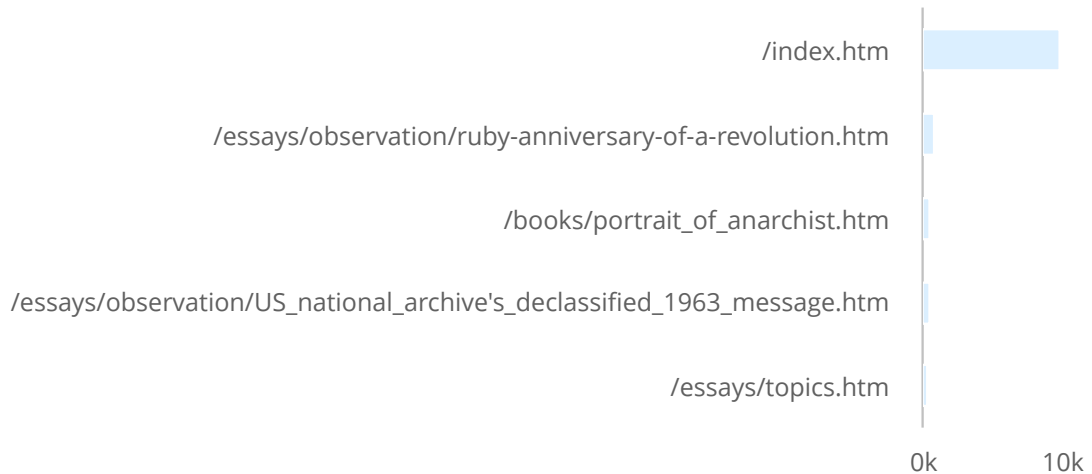 /index.htm
/essays/observation/ruby-anniversary-of-a-revolution.htm
/books/portrait_of_anarchist.htm
/essays/observation/US_national_archive's_declassified_1963_message.htm
/essays/topics.htm
0k 10k